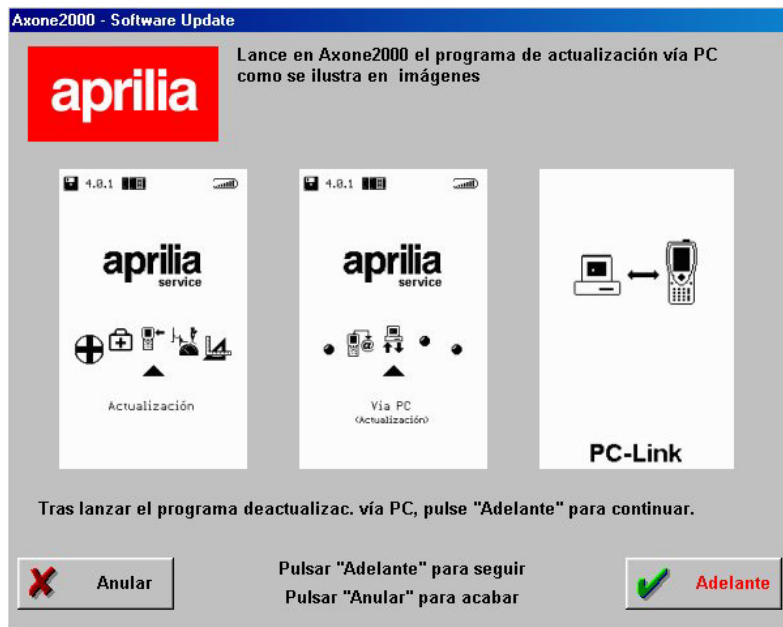 Axone2000 - Software Update
aprilia
Lance en Axone2000 el programa de actualización vía PC
como se ilustra en imágenes
4.0.1
aprilia
service
Actualización
4.0.1
aprilia
service
@
Via PC
(Actualización)
PC-Link
Tras lanzar el programa deactualizac. vía PC, pulse "Adelante" para continuar.
Anular
Pulsar "Adelante" para seguir
Pulsar "Anular" para acabar
Adelante